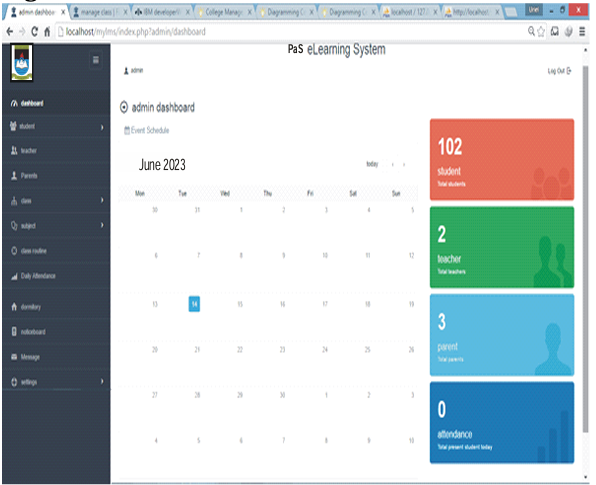 admin dashboar
manage class | 
IBM developer
College Manage
Diagramming C
Diagramming C
localhost / 127.
http://localhost
Unet
localhost/mylms/index.php?admin/dashboard
PaS eLearning System
admin
Log Out
dashboard
student
teacher
Parents
class
subject
class routine
Daily Attendance
dormitory
noticeboard
Message
settings
admin dashboard
Event Schedule
June 2023
today
Mon Tue Wed Thu Fri Sat Sun
30 31 1 2 3 4 5
6 7 8 9 10 11 12
13 14 15 16 17 18 19
20 21 22 23 24 25 26
27 28 29 30 1 2 3
4 5 6 7 8 9 10
102
student
Total students
2
teacher
Total teachers
3
parent
Total parents
0
attendance
Total present student today